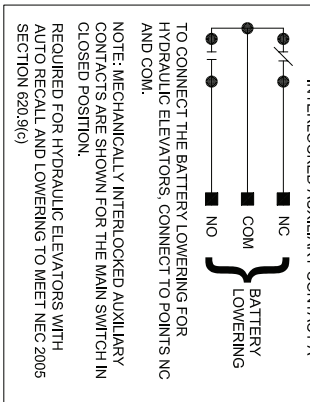 INTERLOCKED AUXILIARY CONTACT A
NC
COM
NO
BATTERY
LOWERING
TO CONNECT THE BATTERY LOWERING FOR
HYDRAULIC ELEVATORS, CONNECT TO POINTS NC
AND COM.
NOTE: MECHANICALLY INTERLOCKED AUXILIARY
CONTACTS ARE SHOWN FOR THE MAIN SWITCH IN
CLOSED POSITION.
REQUIRED FOR HYDRAULIC ELEVATORS WITH
AUTO RECALL AND LOWERING TO MEET NEC 2005
SECTION 620.9(c)